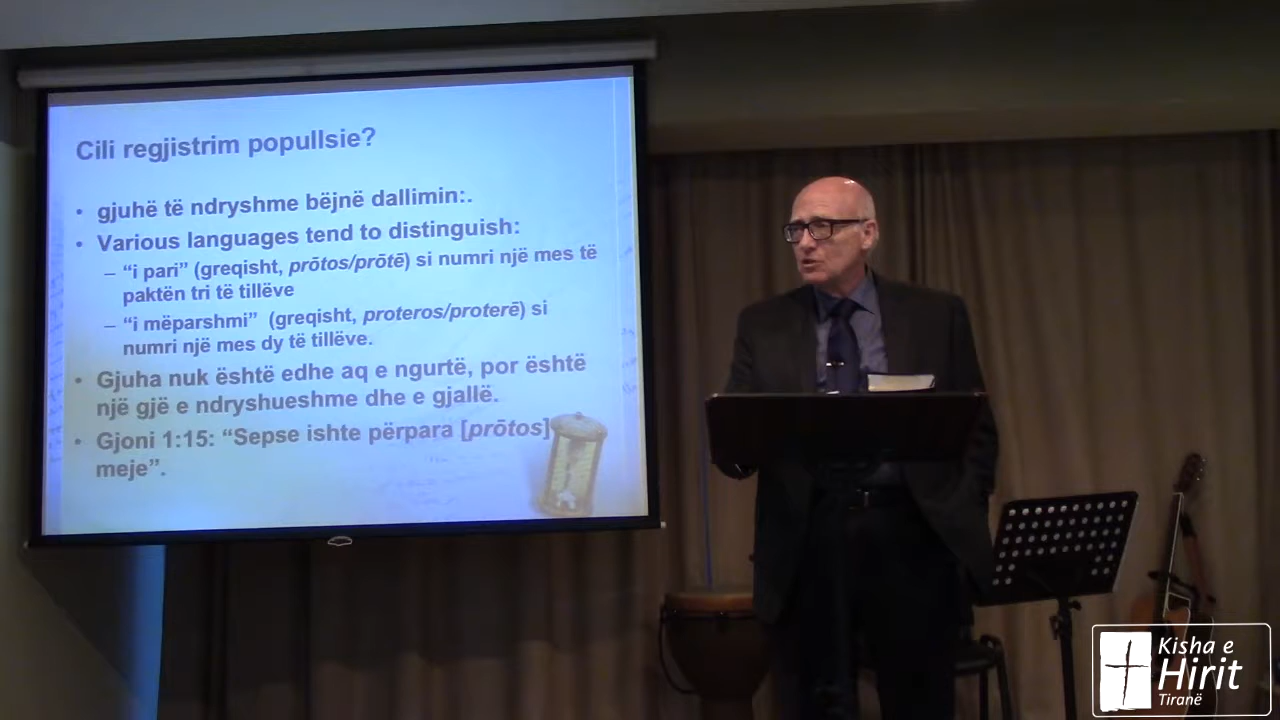 Cili regjistrim popullsie?
• gjuhë të ndryshme bëjnë dallimin:.
• Various languages tend to distinguish:
– “i pari” (greqisht, prōtos/prōtē) si numri një mes të
paktën tri të tillëve
– “i mëparshmi” (greqisht, proteros/proterē) si
numri një mes dy të tillëve.
• Gjuha nuk është edhe aq e ngurtë, por është
një gjë e ndryshueshme dhe e gjallë.
• Gjoni 1:15: “Sepse ishte përpara [prōtos]
meje”.
Kisha e
Hirit
Tiranë